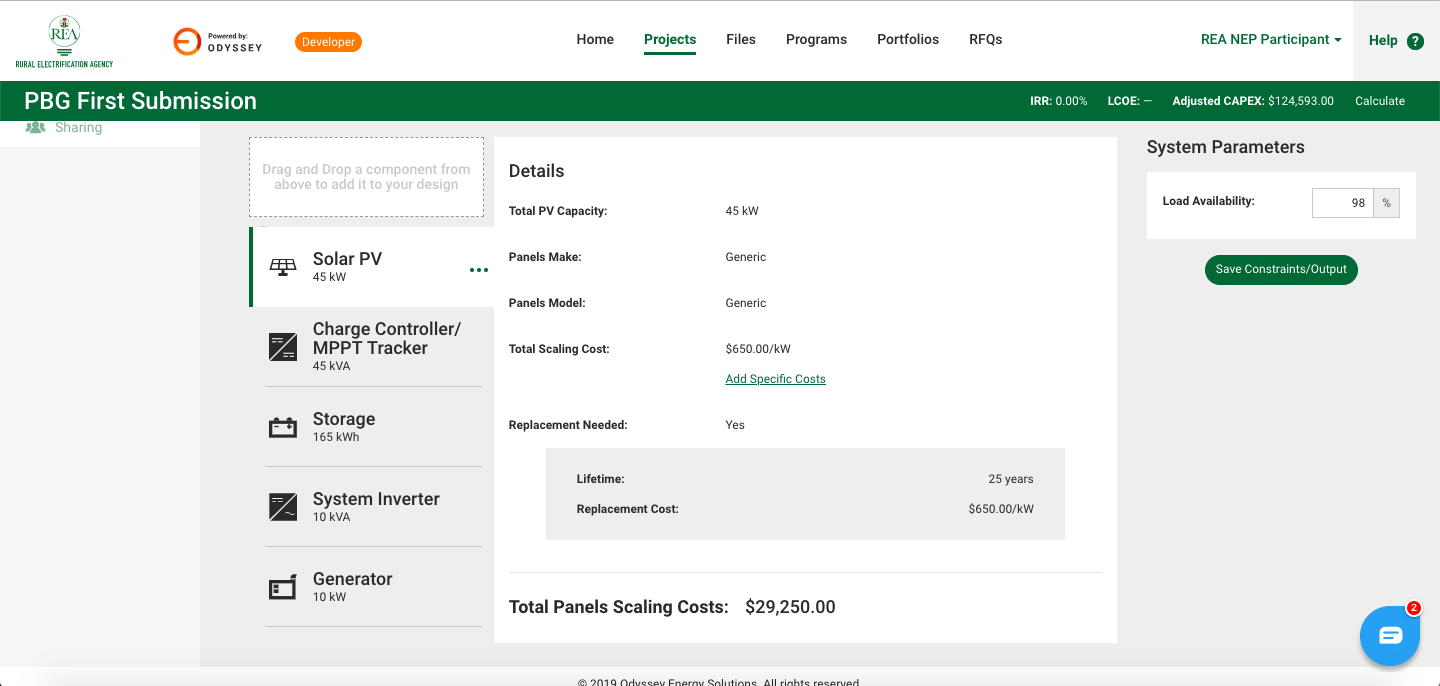 REA
RURAL ELECTRIFICATION AGENCY
Powered by:
ODYSSEY
Developer
Home
Projects
Files
Programs
Portfolios
RFQs
REA NEP Participant
Help
?
PBG First Submission
IRR: 0.00%
LCOE: —
Adjusted CAPEX: $124,593.00
Calculate
Sharing
Drag and Drop a component from
above to add it to your design
Solar PV
45 kW
Charge Controller/
MPPT Tracker
45 kVA
Storage
165 kWh
System Inverter
10 kVA
Generator
10 kW
Details
Total PV Capacity: 45 kW
Panels Make: Generic
Panels Model: Generic
Total Scaling Cost: $650.00/kW
Add Specific Costs
Replacement Needed: Yes
Lifetime: 25 years
Replacement Cost: $650.00/kW
Total Panels Scaling Costs: $29,250.00
System Parameters
Load Availability: 98 %
Save Constraints/Output
2
© 2019 Odyssey Energy Solutions. All rights reserved